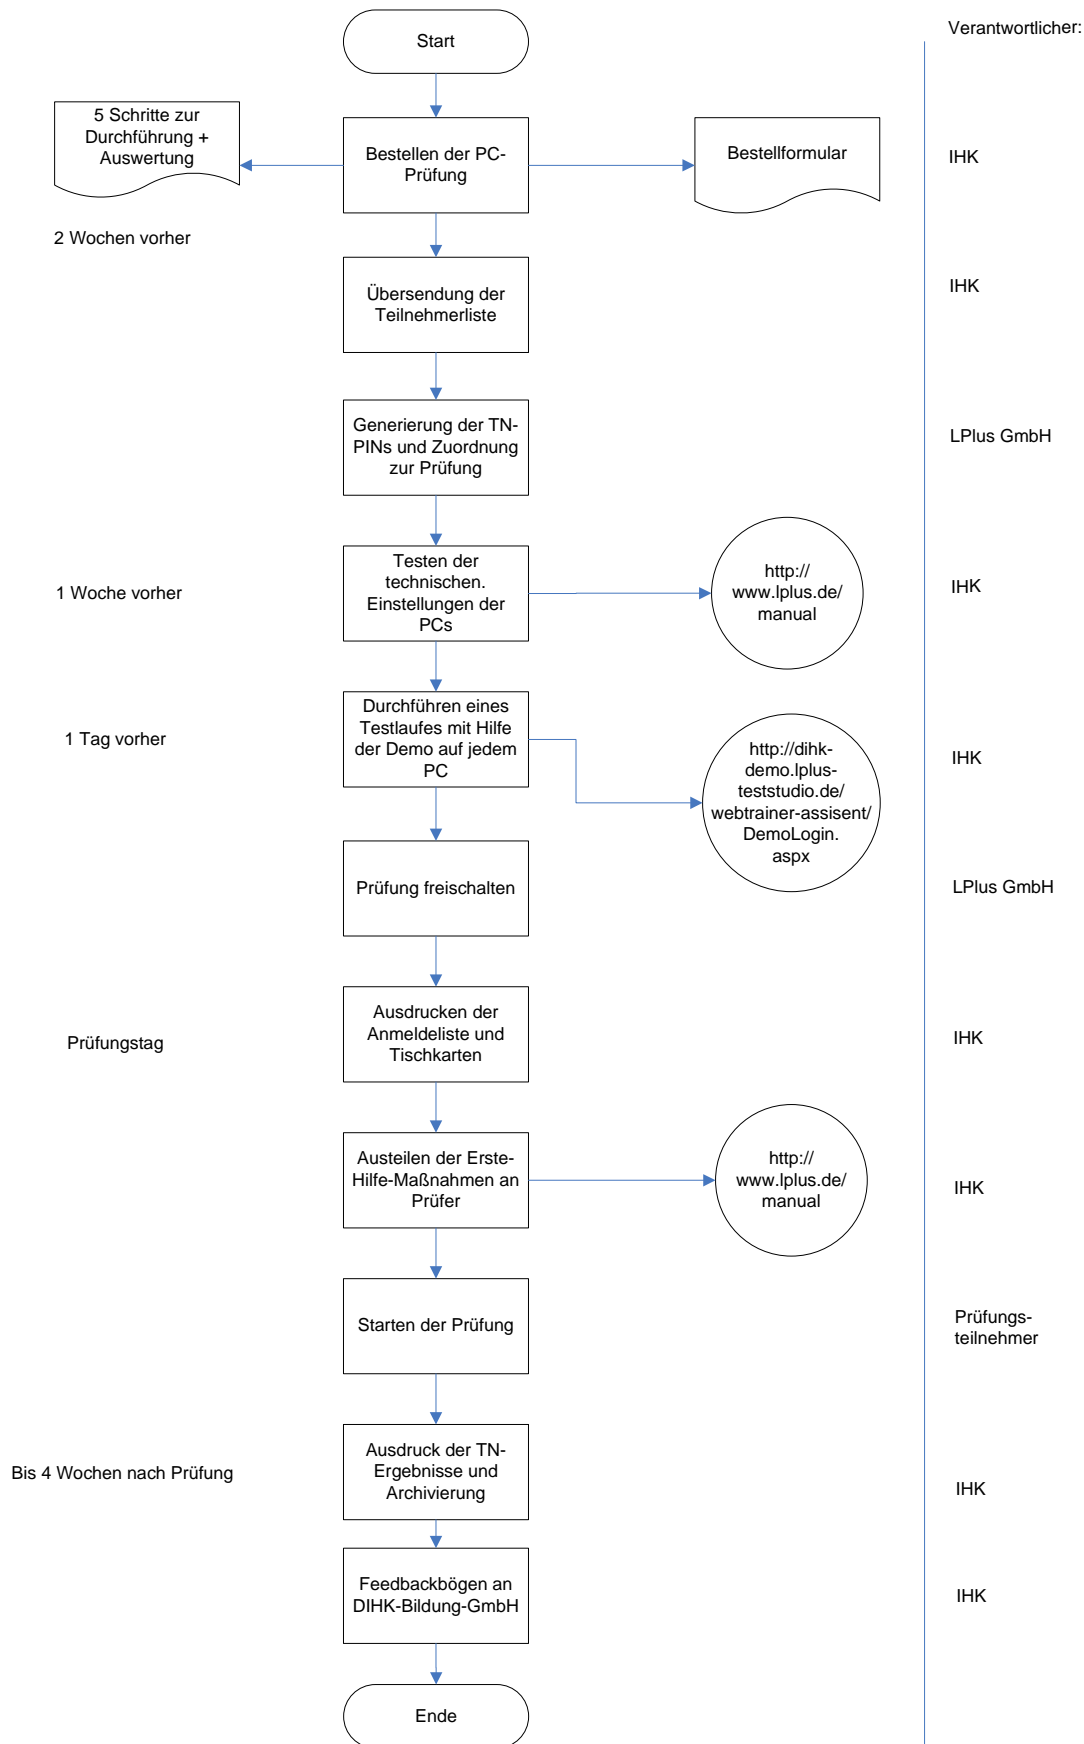 Start
Verantwortlicher:
5 Schritte zur
Durchführung +
Auswertung
Bestellen der PC-
Prüfung
Bestellformular
IHK
2 Wochen vorher
Übersendung der
Teilnehmerliste
IHK
Generierung der TN-
PINs und Zuordnung
zur Prüfung
LPlus GmbH
1 Woche vorher
Testen der
technischen.
Einstellungen der
PCs
http://
www.lplus.de/
manual
IHK
1 Tag vorher
Durchführen eines
Testlaufes mit Hilfe
der Demo auf jedem
PC
http://dihk-
demo.lplus-
teststudio.de/
webtrainer-assisent/
DemoLogin.
aspx
IHK
Prüfung freischalten
LPlus GmbH
Prüfungstag
Ausdrucken der
Anmeldeliste und
Tischkarten
IHK
Austeilen der Erste-
Hilfe-Maßnahmen an
Prüfer
http://
www.lplus.de/
manual
IHK
Starten der Prüfung
Prüfungs-
teilnehmer
Bis 4 Wochen nach Prüfung
Ausdruck der TN-
Ergebnisse und
Archivierung
IHK
Feedbackbögen an
DIHK-Bildung-GmbH
IHK
Ende